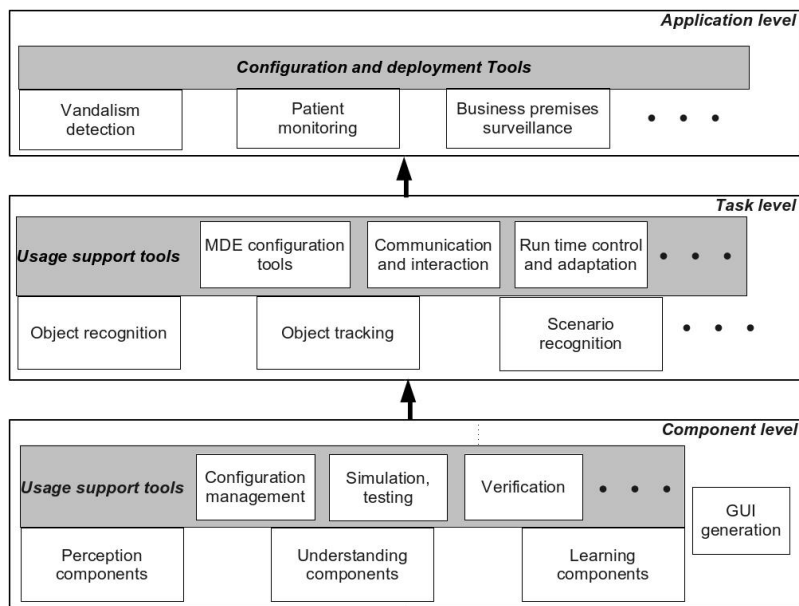 Application level
Configuration and deployment Tools
Vandalism
detection
Patient
monitoring
Business premises
surveillance
• • •
Task level
Usage support tools
MDE configuration
tools
Communication
and interaction
Run time control
and adaptation
• • •
Object recognition
Object tracking
Scenario
recognition
• • •
Component level
Usage support tools
Configuration
management
Simulation,
testing
Verification
• • •
GUI
generation
Perception
components
Understanding
components
Learning
components